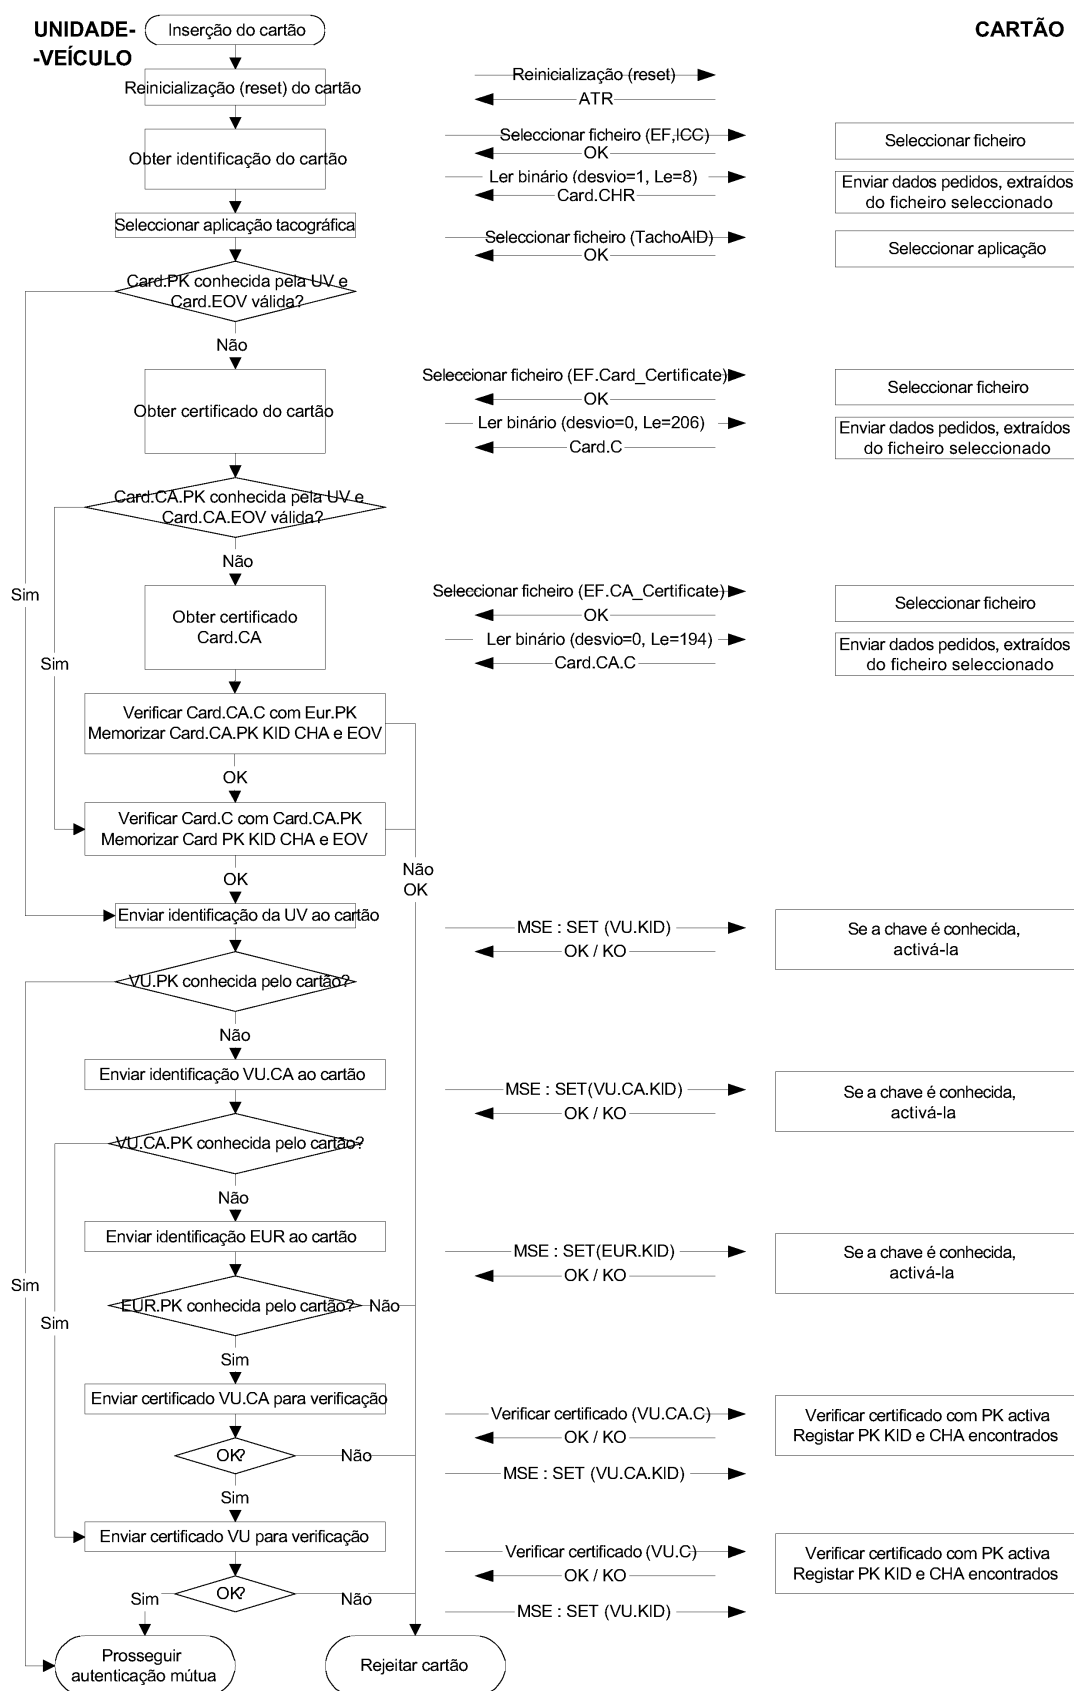 UNIDADE-
-VEÍCULO
Inserção do cartão
CARTÃO
Reinicialização (reset) do cartão
Reinicialização (reset)
ATR
Obter identificação do cartão
Seleccionar ficheiro (EF,ICC)
OK
Seleccionar ficheiro
Ler binário (desvio=1, Le=8)
Card.CHR
Enviar dados pedidos, extraídos
do ficheiro seleccionado
Seleccionar aplicação tacográfica
Seleccionar ficheiro (TachoAID)
OK
Seleccionar aplicação
Card.PK conhecida pela UV e
Card.EOV válida?
Não
Obter certificado do cartão
Seleccionar ficheiro (EF.Card_Certificate)
OK
Seleccionar ficheiro
Ler binário (desvio=0, Le=206)
Card.C
Enviar dados pedidos, extraídos
do ficheiro seleccionado
Card.CA.PK conhecida pela UV e
Card.CA.EOV válida?
Não
Sim
Obter certificado
Card.CA
Seleccionar ficheiro (EF.CA_Certificate)
OK
Seleccionar ficheiro
Ler binário (desvio=0, Le=194)
Card.CA.C
Enviar dados pedidos, extraídos
do ficheiro seleccionado
Sim
Verificar Card.CA.C com Eur.PK
Memorizar Card.CA.PK KID CHA e EOV
OK
Verificar Card.C com Card.CA.PK
Memorizar Card PK KID CHA e EOV
Não
OK
OK
Enviar identificação da UV ao cartão
MSE : SET (VU.KID)
OK / KO
Se a chave é conhecida,
activá-la
VU.PK conhecida pelo cartão?
Não
Enviar identificação VU.CA ao cartão
MSE : SET(VU.CA.KID)
OK / KO
Se a chave é conhecida,
activá-la
VU.CA.PK conhecida pelo cartão?
Não
Enviar identificação EUR ao cartão
MSE : SET(EUR.KID)
OK / KO
Se a chave é conhecida,
activá-la
Sim
EUR.PK conhecida pelo cartão?
Não
Sim
Sim
Enviar certificado VU.CA para verificação
Verificar certificado (VU.CA.C)
OK / KO
Verificar certificado com PK activa
Registar PK KID e CHA encontrados
OK?
Não
MSE : SET (VU.CA.KID)
Sim
Enviar certificado VU para verificação
Verificar certificado (VU.C)
OK / KO
Verificar certificado com PK activa
Registar PK KID e CHA encontrados
OK?
Sim
Não
MSE : SET (VU.KID)
Prosseguir
autenticação mútua
Rejeitar cartão